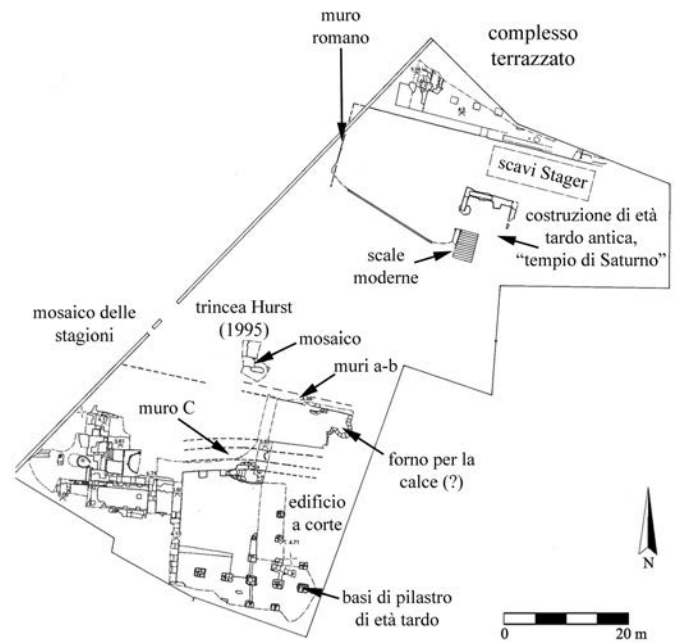 muro
romano
complesso
terrazzato
scavi Stager
costruzione di età
tardo antica,
“tempio di Saturno”
scale
moderne
mosaico delle
stagioni
trincea Hurst
(1995)
mosaico
muri a-b
muro C
forno per la
calce (?)
edificio
a corte
basi di pilastro
di età tardo
N
0
20 m